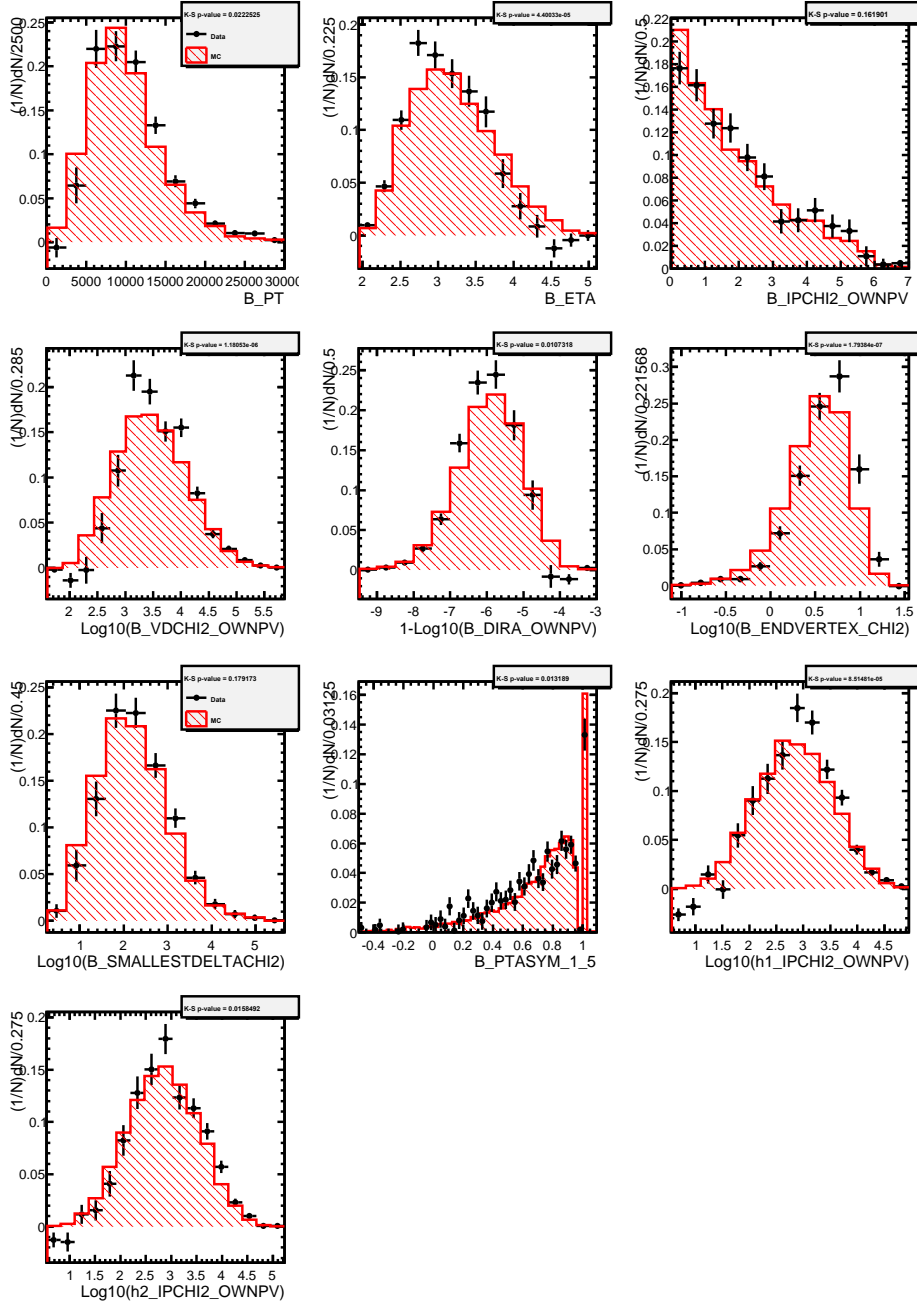 (1/N)dN/2500
K-S p-value = 0.0222525
Data
MC
0.25
0.2
0.15
0.1
0.05
0
0 5000 10000 15000 20000 25000 30000
B_PT
(1/N)dN/0.225
K-S p-value = 4.40033e-05
0.2
0.15
0.1
0.05
0
2 2.5 3 3.5 4 4.5 5
B_ETA
(1/N)dN/0.5
K-S p-value = 0.161901
0.22
0.2
0.18
0.16
0.14
0.12
0.1
0.08
0.06
0.04
0.02
0
0 1 2 3 4 5 6 7
B_IPCHI2_OWNPV
(1/N)dN/0.285
K-S p-value = 1.18053e-06
0.2
0.15
0.1
0.05
0
2 2.5 3 3.5 4 4.5 5 5.5
Log10(B_VDCHI2_OWNPV)
(1/N)dN/0.5
K-S p-value = 0.0107318
0.25
0.2
0.15
0.1
0.05
0
-9 -8 -7 -6 -5 -4 -3
1-Log10(B_DIRA_OWNPV)
(1/N)dN/0.221568
K-S p-value = 1.79384e-07
0.3
0.25
0.2
0.15
0.1
0.05
0
-1 -0.5 0 0.5 1 1.5
Log10(B_ENDVERTEX_CHI2)
(1/N)dN/0.45
K-S p-value = 0.179173
Data
MC
0.25
0.2
0.15
0.1
0.05
0
0 1 2 3 4 5
Log10(B_SMALLESTDELTACHI2)
(1/N)dN/0.03125
K-S p-value = 0.013189
0.16
0.14
0.12
0.1
0.08
0.06
0.04
0.02
0
-0.4 -0.2 0 0.2 0.4 0.6 0.8 1
B_PTASYM_1_5
(1/N)dN/0.275
K-S p-value = 8.51481e-05
0.2
0.15
0.1
0.05
0
1 1.5 2 2.5 3 3.5 4 4.5
Log10(h1_IPCHI2_OWNPV)
(1/N)dN/0.275
K-S p-value = 0.0158492
0.2
0.15
0.1
0.05
0
1 1.5 2 2.5 3 3.5 4 4.5 5
Log10(h2_IPCHI2_OWNPV)